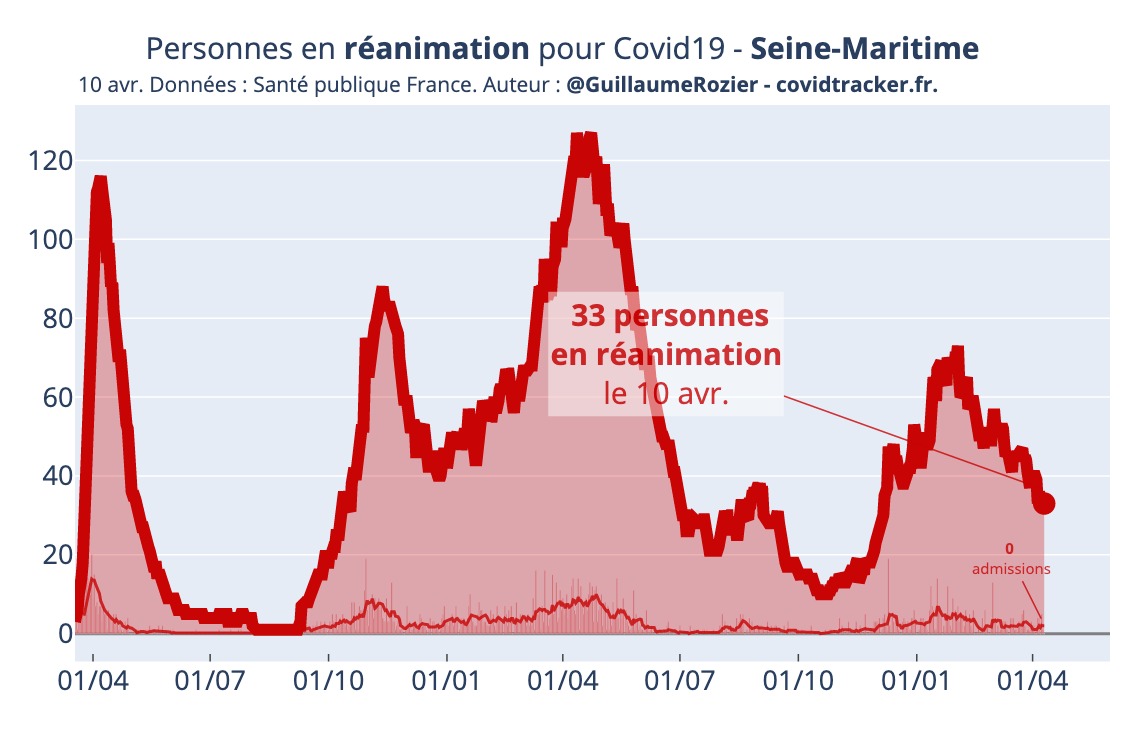 Personnes en réanimation pour Covid19 - Seine-Maritime
10 avr. Données : Santé publique France. Auteur : @GuillaumeRozier - covidtracker.fr.
120
100
80
60
40
20
0
33 personnes
en réanimation
le 10 avr.
0
admissions
01/04 01/07 01/10 01/01 01/04 01/07 01/10 01/01 01/04